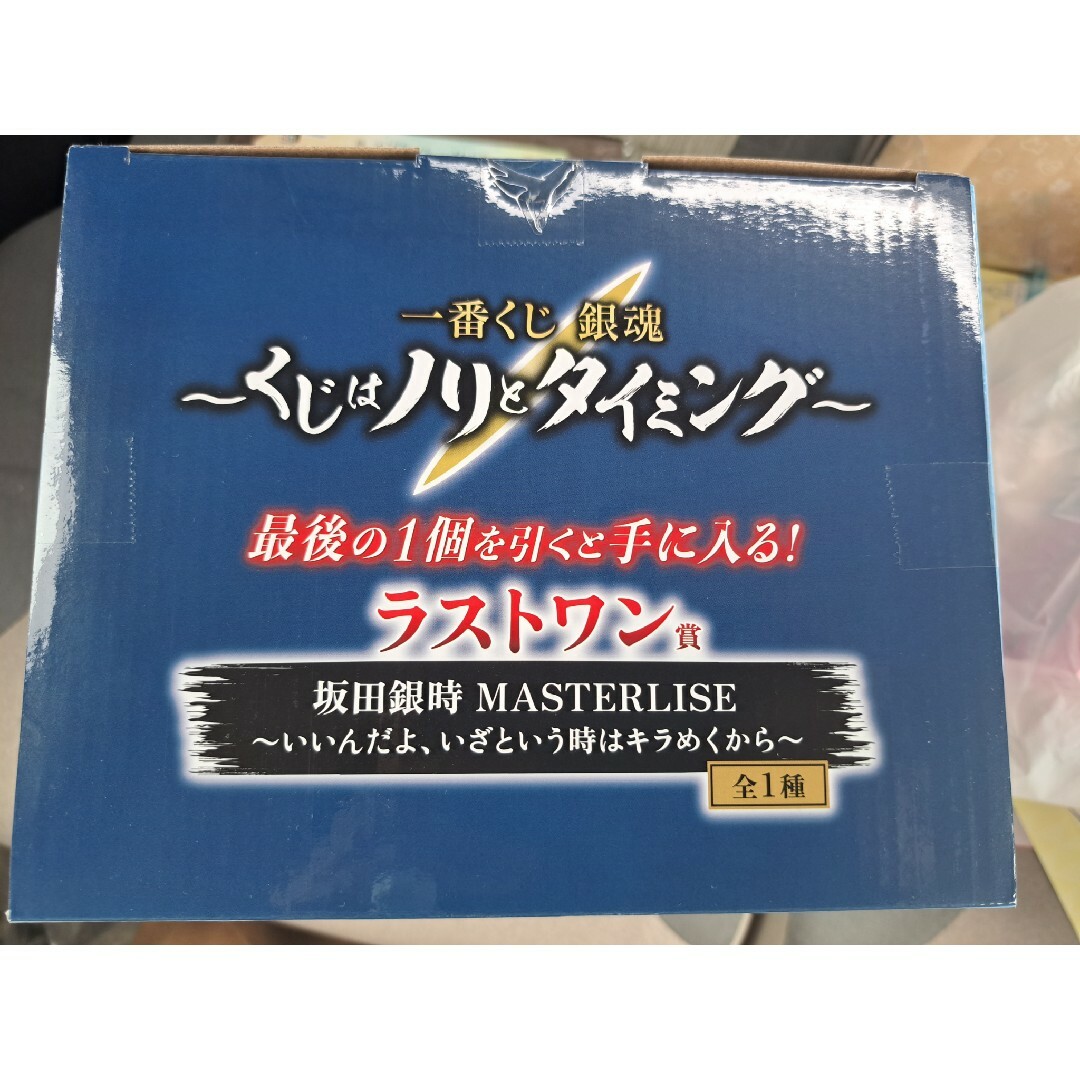 一番くじ 銀魂
～くじはノリとタイミング～
最後の1個を引くと手に入る!
ラストワン賞
坂田銀時 MASTERLISE
～いいんだよ、いざという時はキラめくから～
全1種